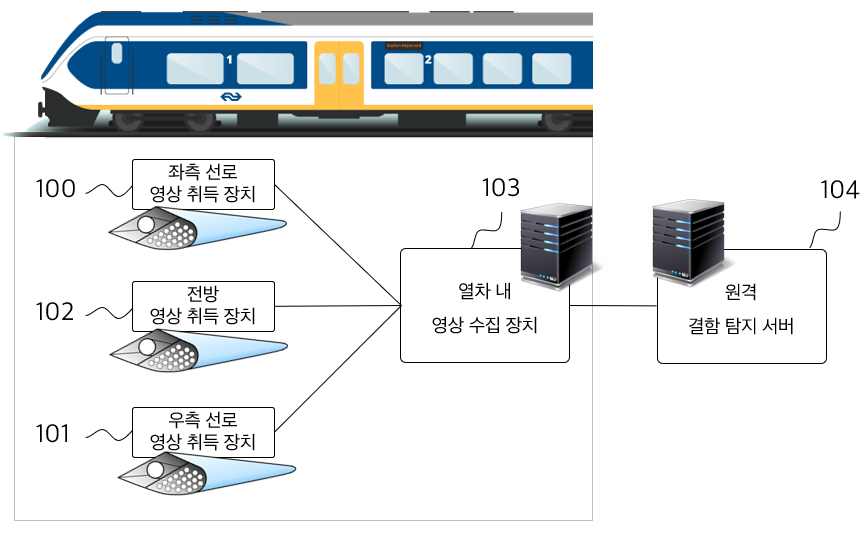 1
2
100
좌측 선로
영상 취득 장치
103
104
102
전방
영상 취득 장치
열차 내
영상 수집 장치
원격
결함 탐지 서버
101
우측 선로
영상 취득 장치